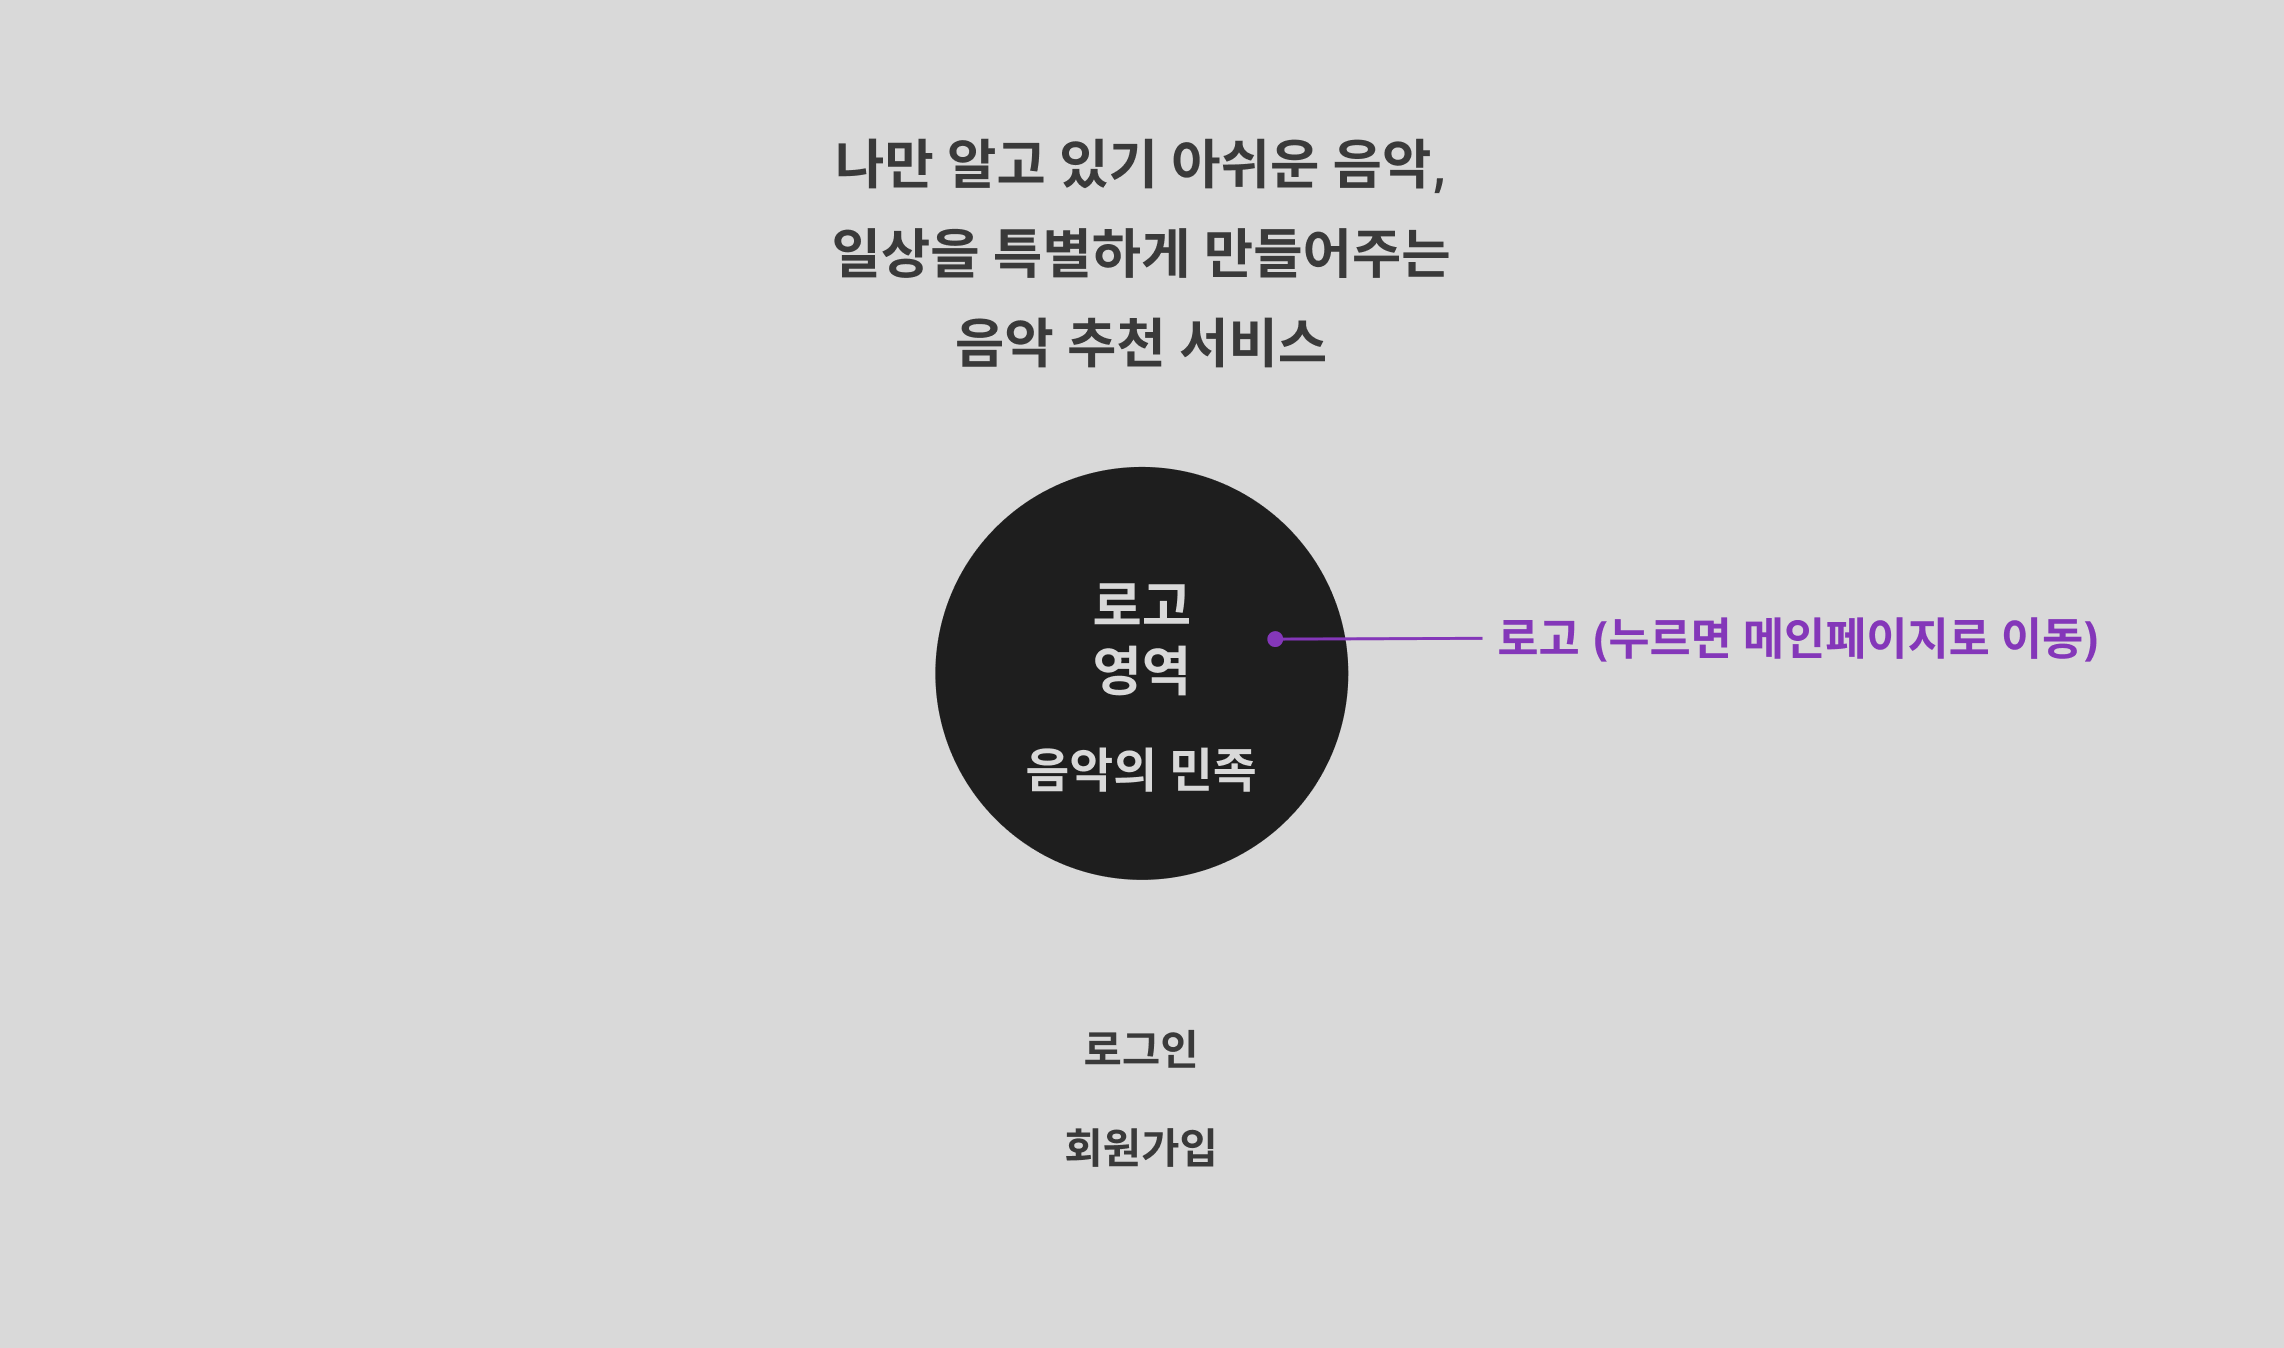 나만 알고 있기 아쉬운 음악,
일상을 특별하게 만들어주는
음악 추천 서비스
로고
영역
음악의 민족
로고 (누르면 메인페이지로 이동)
로그인
회원가입